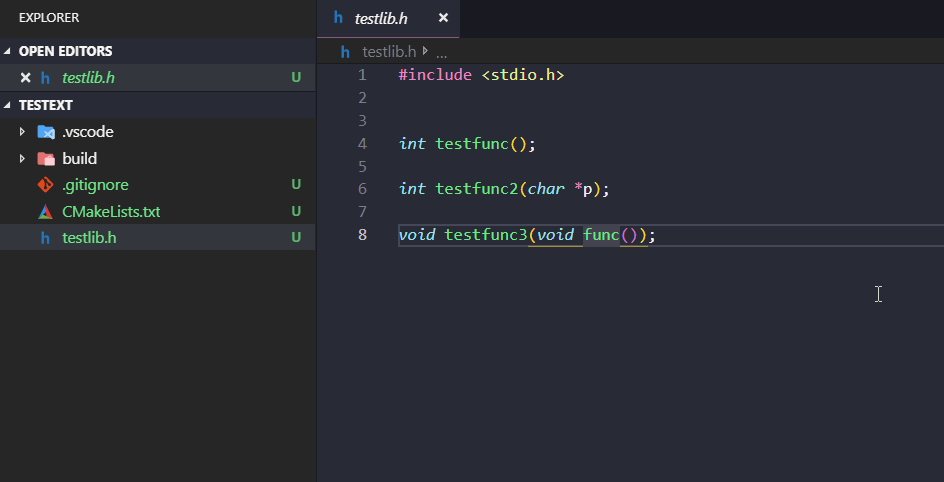 EXPLORER
OPEN EDITORS
testlib.h U
TESTEXT
.vscode
build
.gitignore U
CMakeLists.txt U
testlib.h U
testlib.h
testlib.h ...
1 #include <stdio.h>
2
3
4 int testfunc();
5
6 int testfunc2(char *p);
7
8 void testfunc3(void func());